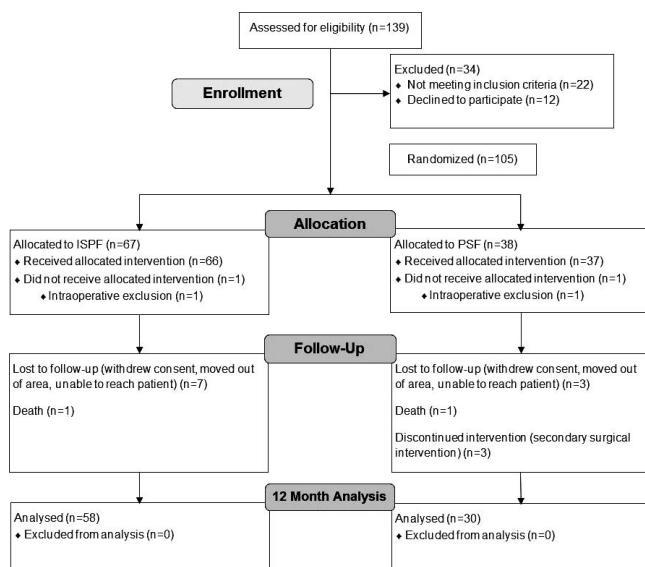 Assessed for eligibility (n=139)
Enrollment
Excluded (n=34)
♦ Not meeting inclusion criteria (n=22)
♦ Declined to participate (n=12)
Randomized (n=105)
Allocation
Allocated to ISPF (n=67)
♦ Received allocated intervention (n=66)
♦ Did not receive allocated intervention (n=1)
♦ Intraoperative exclusion (n=1)
Allocated to PSF (n=38)
♦ Received allocated intervention (n=37)
♦ Did not receive allocated intervention (n=1)
♦ Intraoperative exclusion (n=1)
Follow-Up
Lost to follow-up (withdrew consent, moved out
of area, unable to reach patient) (n=7)
Death (n=1)
Lost to follow-up (withdrew consent, moved out
of area, unable to reach patient) (n=3)
Death (n=1)
Discontinued intervention (secondary surgical
intervention) (n=3)
12 Month Analysis
Analysed (n=58)
♦ Excluded from analysis (n=0)
Analysed (n=30)
♦ Excluded from analysis (n=0)